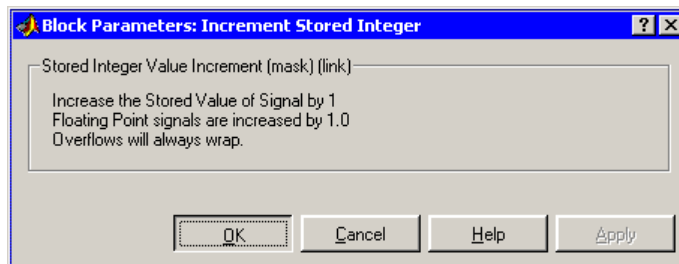 Block Parameters: Increment Stored Integer
Stored Integer Value Increment (mask) (link)
Increase the Stored Value of Signal by 1
Floating Point signals are increased by 1.0
Overflows will always wrap.
OK Cancel Help Apply